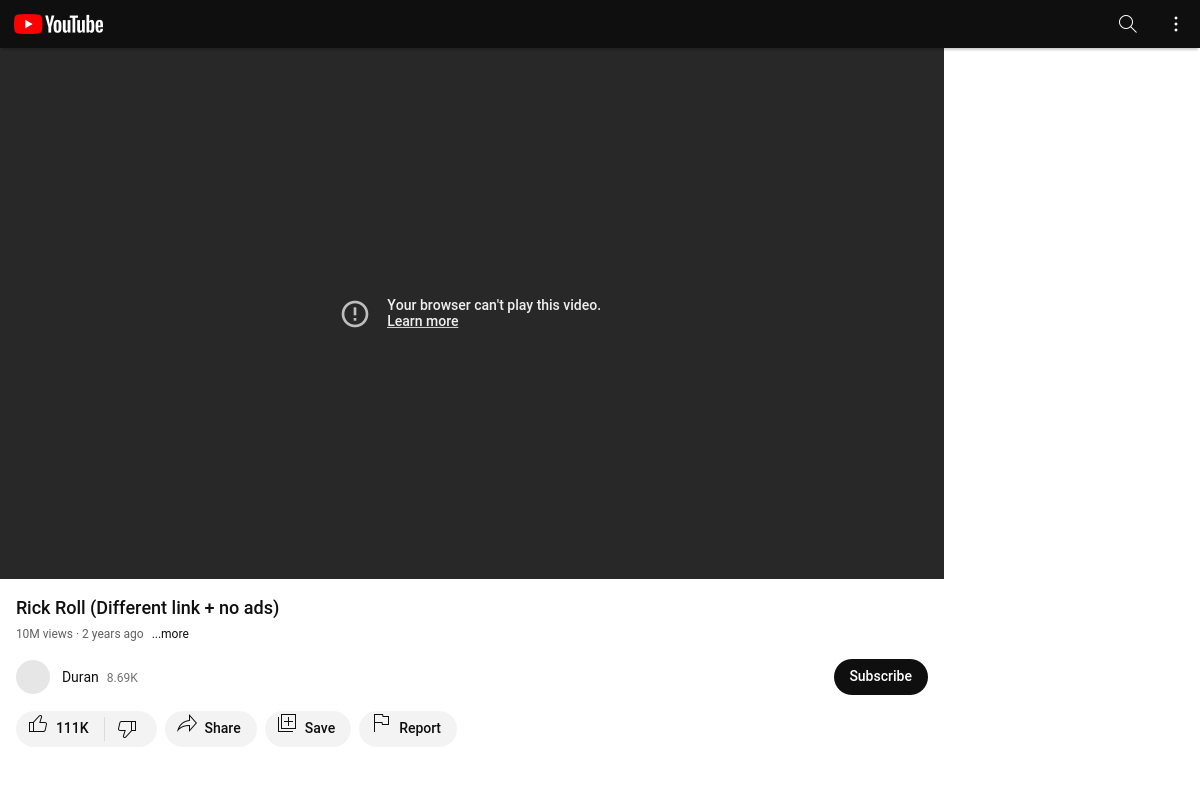 YouTube
Your browser can't play this video.
Learn more
Rick Roll (Different link + no ads)
10M views · 2 years ago ...more
Duran 8.69K
Subscribe
111K Share Save Report